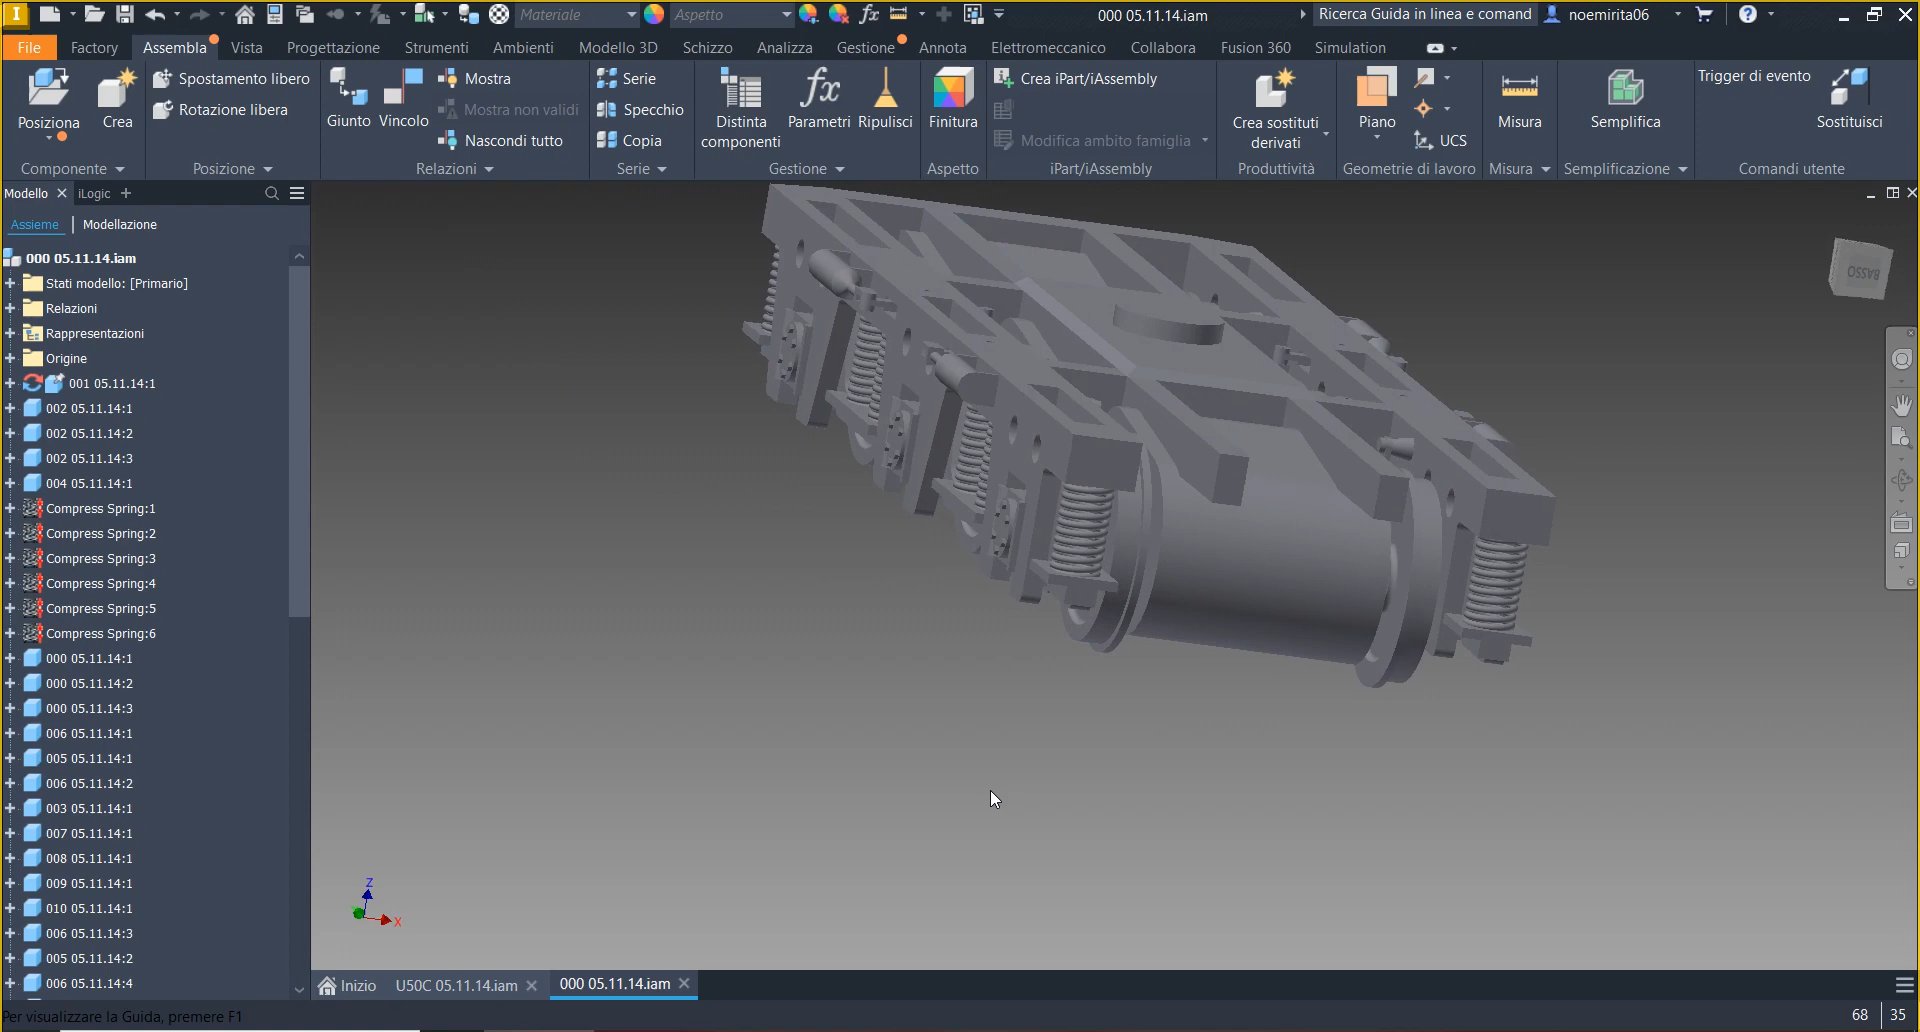 Materiale
Aspetto
000 05.11.14.iam
Ricerca Guida in linea e comand
noemirita06
File
Factory
Assembla
Vista
Progettazione
Strumenti
Ambienti
Modello 3D
Schizzo
Analizza
Gestione
Annota
Elettromeccanico
Collabora
Fusion 360
Simulation
Posiziona
Crea
Spostamento libero
Rotazione libera
Giunto
Vincolo
Mostra
Mostra non validi
Nascondi tutto
Serie
Specchio
Copia
Distinta
componenti
Parametri
Ripulisci
Finitura
Crea iPart/iAssembly
Modifica ambito famiglia
Crea sostituti
derivati
Piano
UCS
Misura
Semplifica
Trigger di evento
Sostituisci
Componente
Posizione
Relazioni
Serie
Gestione
Aspetto
iPart/iAssembly
Produttività
Geometrie di lavoro
Misura
Semplificazione
Comandi utente
Modello
iLogic
Assieme
Modellazione
000 05.11.14.iam
Stati modello: [Primario]
Relazioni
Rappresentazioni
Origine
001 05.11.14:1
002 05.11.14:1
002 05.11.14:2
002 05.11.14:3
004 05.11.14:1
Compress Spring:1
Compress Spring:2
Compress Spring:3
Compress Spring:4
Compress Spring:5
Compress Spring:6
000 05.11.14:1
000 05.11.14:2
000 05.11.14:3
006 05.11.14:1
005 05.11.14:1
006 05.11.14:2
003 05.11.14:1
007 05.11.14:1
008 05.11.14:1
009 05.11.14:1
010 05.11.14:1
006 05.11.14:3
005 05.11.14:2
006 05.11.14:4
BASSO
Z
X
Inizio
U50C 05.11.14.iam
000 05.11.14.iam
Per visualizzare la Guida, premere F1
68
35